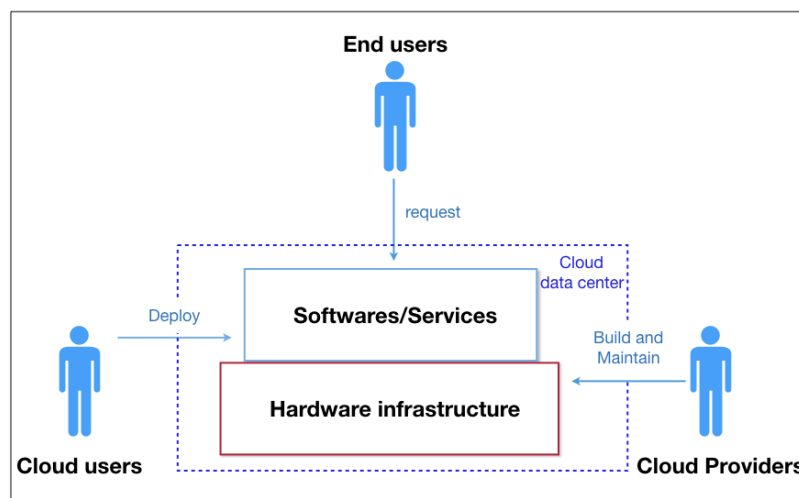 End users
request
Cloud
data center
Softwares/Services
Deploy
Build and
Maintain
Hardware infrastructure
Cloud users
Cloud Providers